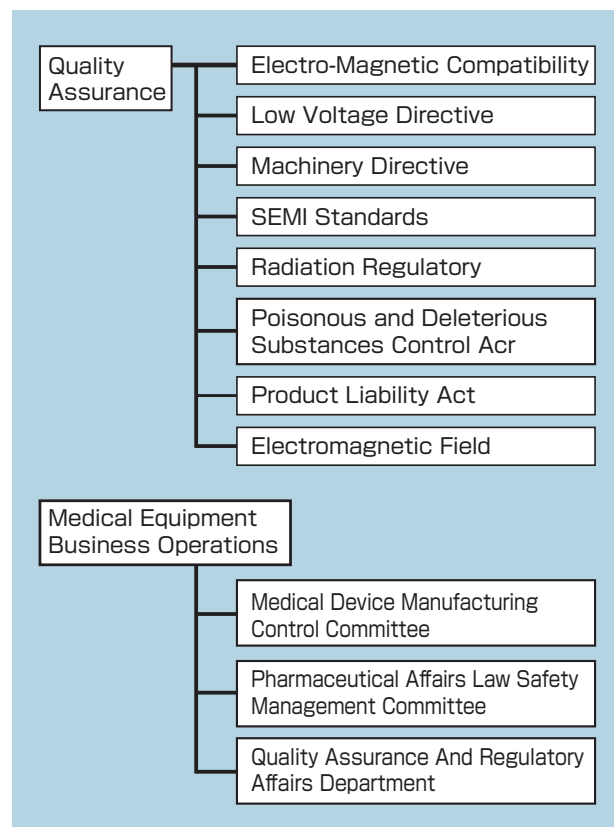 Quality
Assurance
Electro-Magnetic Compatibility
Low Voltage Directive
Machinery Directive
SEMI Standards
Radiation Regulatory
Poisonous and Deleterious
Substances Control Acr
Product Liability Act
Electromagnetic Field
Medical Equipment
Business Operations
Medical Device Manufacturing
Control Committee
Pharmaceutical Affairs Law Safety
Management Committee
Quality Assurance And Regulatory
Affairs Department